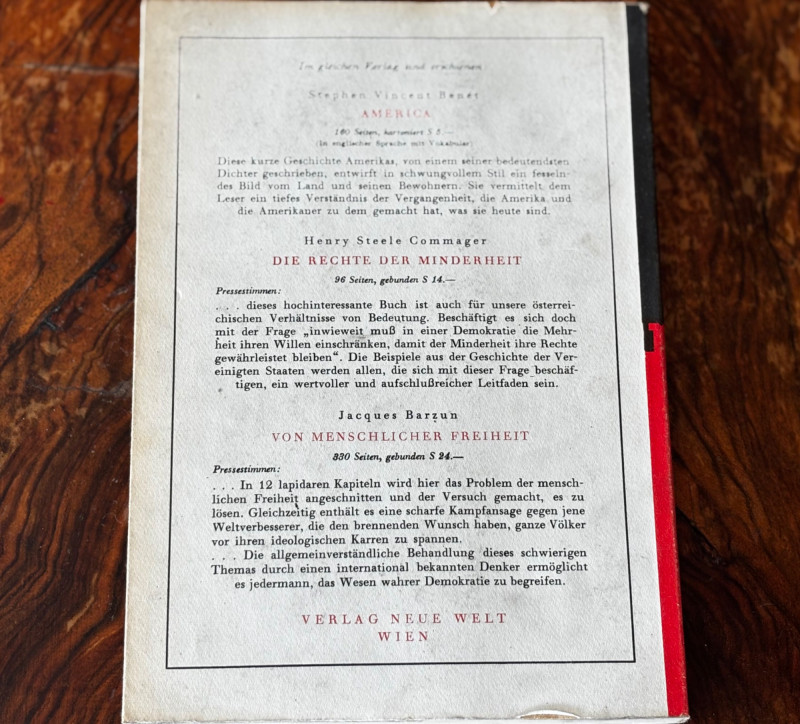 Im gleichen Verlag sind erschienen:
Stephen Vincent Benét
AMERICA
160 Seiten, kartoniert S 5.—
(In englischer Sprache mit Vokabular)
Diese kurze Geschichte Amerikas, von einem seiner bedeutendsten
Dichter geschrieben, entwirft in schwungvollem Stil ein fesseln-
des Bild vom Land und seinen Bewohnern. Sie vermittelt dem
Leser ein tiefes Verständnis der Vergangenheit, die Amerika und
die Amerikaner zu dem gemacht hat, was sie heute sind.
Henry Steele Commager
DIE RECHTE DER MINDERHEIT
96 Seiten, gebunden S 14.—
Pressestimmen:
. . . dieses hochinteressante Buch ist auch für unsere österrei-
chischen Verhältnisse von Bedeutung. Beschäftigt es sich doch
mit der Frage „inwieweit muß in einer Demokratie die Mehr-
heit ihren Willen einschränken, damit der Minderheit ihre Rechte
gewährleistet bleiben“. Die Beispiele aus der Geschichte der Ver-
einigten Staaten werden allen, die sich mit dieser Frage beschäf-
tigen, ein wertvoller und aufschlußreicher Leitfaden sein.
Jacques Barzun
VON MENSCHLICHER FREIHEIT
330 Seiten, gebunden S 24.—
Pressestimmen:
. . . In 12 lapidaren Kapiteln wird hier das Problem der mensch-
lichen Freiheit angeschnitten und der Versuch gemacht, es zu
lösen. Gleichzeitig enthält es eine scharfe Kampfansage gegen jene
Weltverbesserer, die den brennenden Wunsch haben, ganze Völker
vor ihren ideologischen Karren zu spannen.
. . . Die allgemeinverständliche Behandlung dieses schwierigen
Themas durch einen international bekannten Denker ermöglicht
es jedermann, das Wesen wahrer Demokratie zu begreifen.
VERLAG NEUE WELT
WIEN